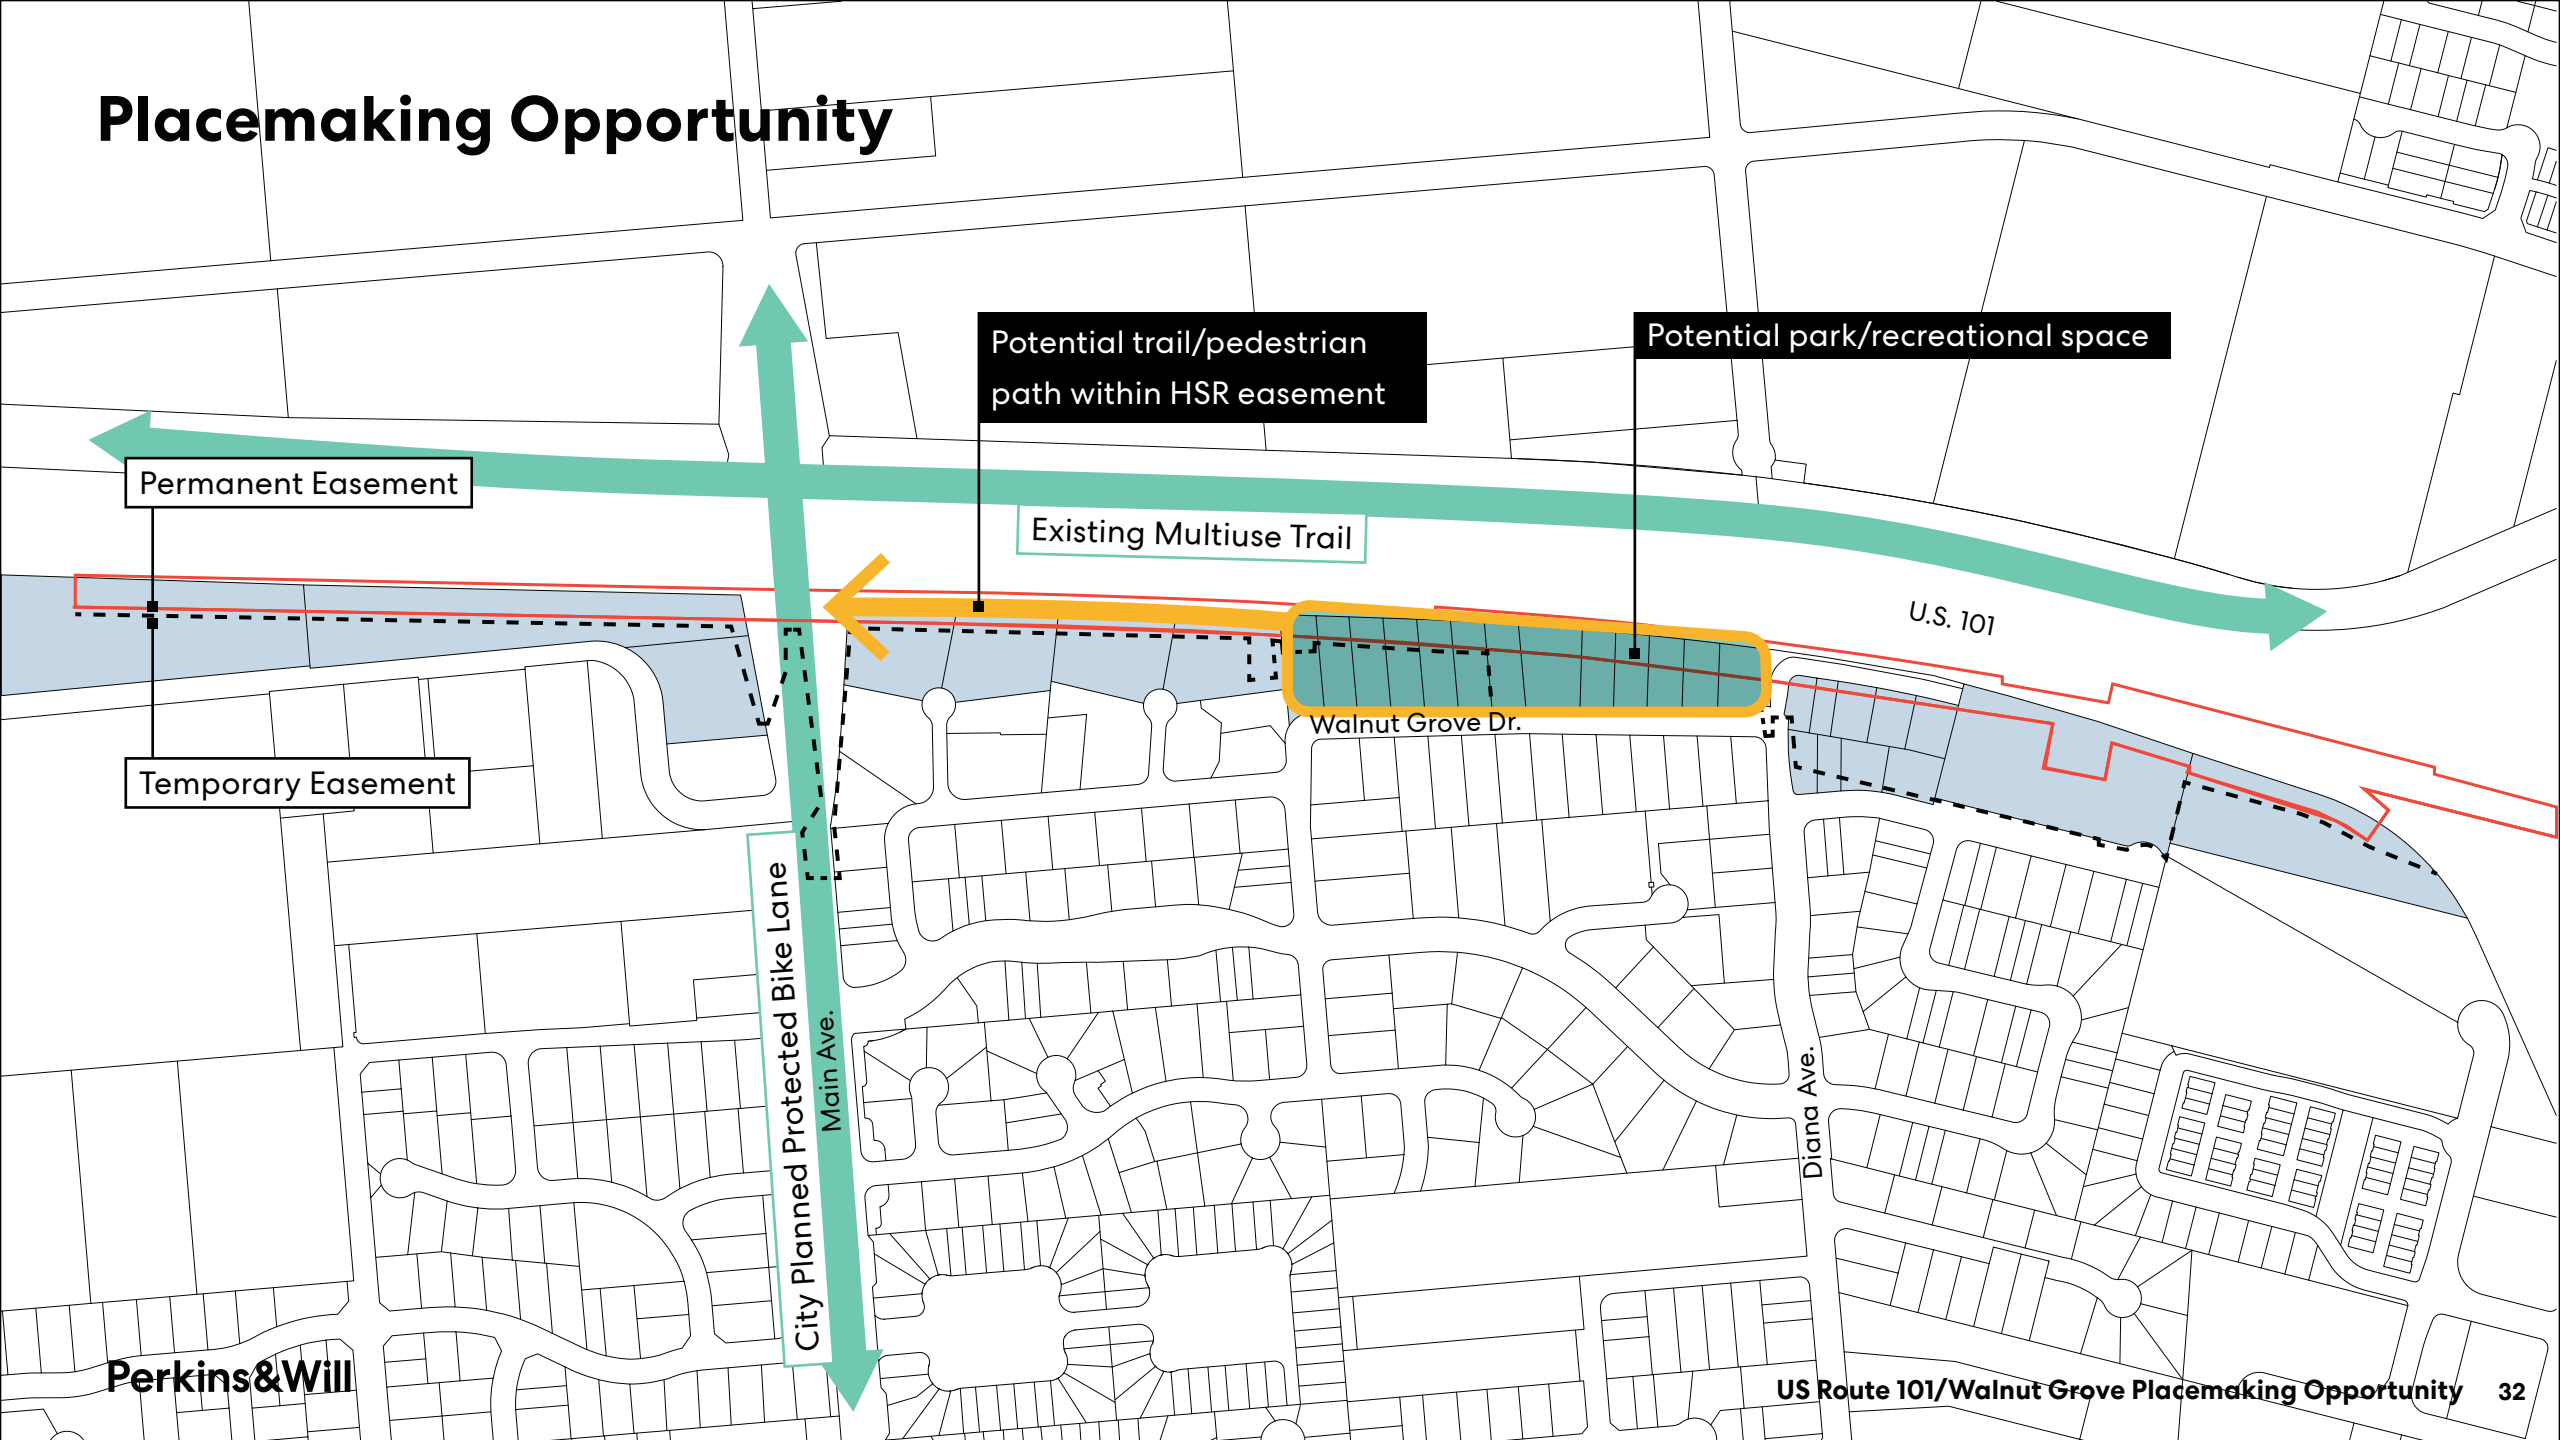 Placemaking Opportunity
Potential trail/pedestrian
path within HSR easement
Potential park/recreational space
Permanent Easement
Existing Multiuse Trail
U.S. 101
Walnut Grove Dr.
Temporary Easement
City Planned Protected Bike Lane
Main Ave.
Diana Ave.
Perkins&Will
US Route 101/Walnut Grove Placemaking Opportunity 32